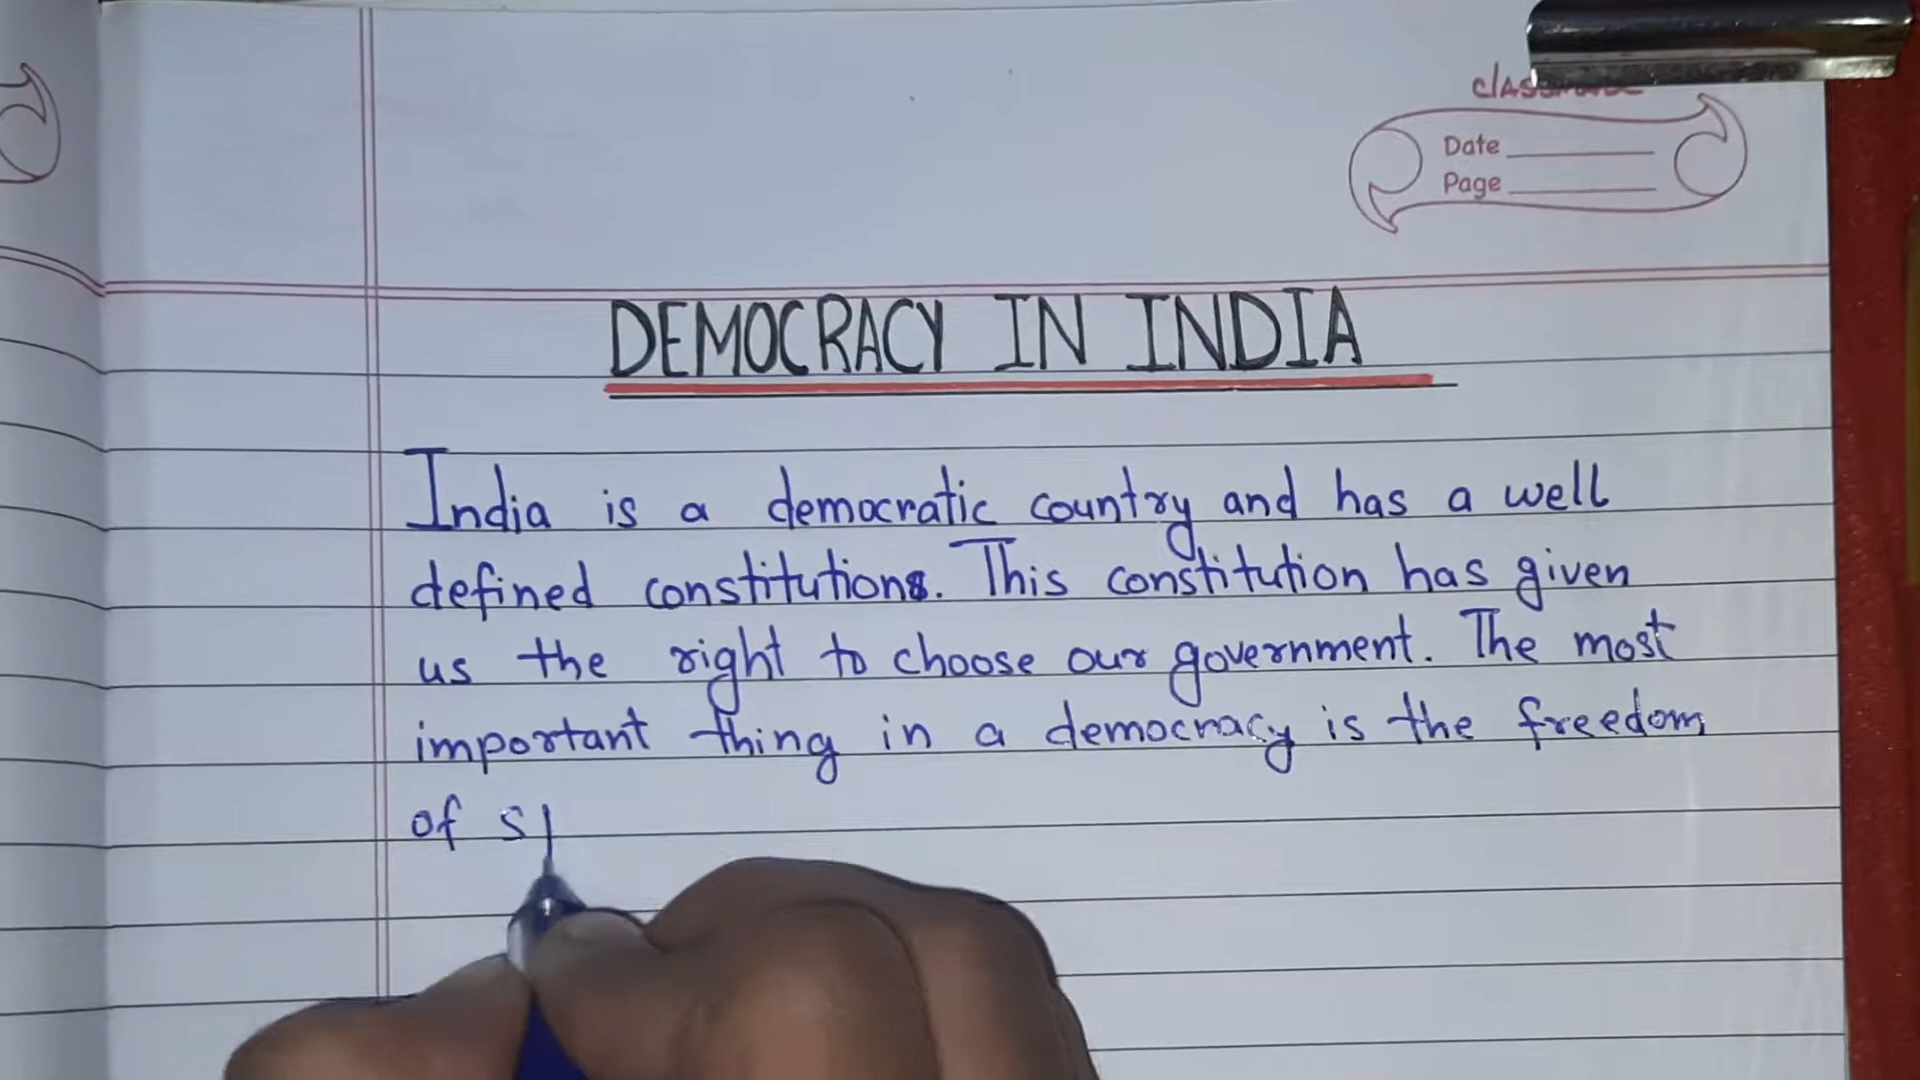 Date
Page
DEMOCRACY IN INDIA
India is a democratic country and has a well
defined constitutions. This constitution has given
us the right to choose our government. The most
important thing in a democracy is the freedom
of